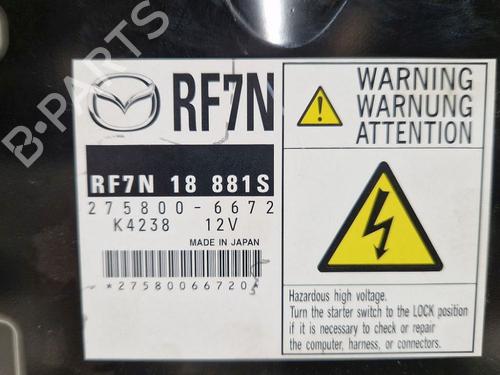 RF7N
RF7N 18 881S
275800-6672
K4238 12V
MADE IN JAPAN
*27580066720*
WARNING
WARNUNG
ATTENTION
Hazardous high voltage.
Turn the starter switch to the LOCK position
if it is necessary to check or repair
the computer, harness, or connectors.
B·PARTS